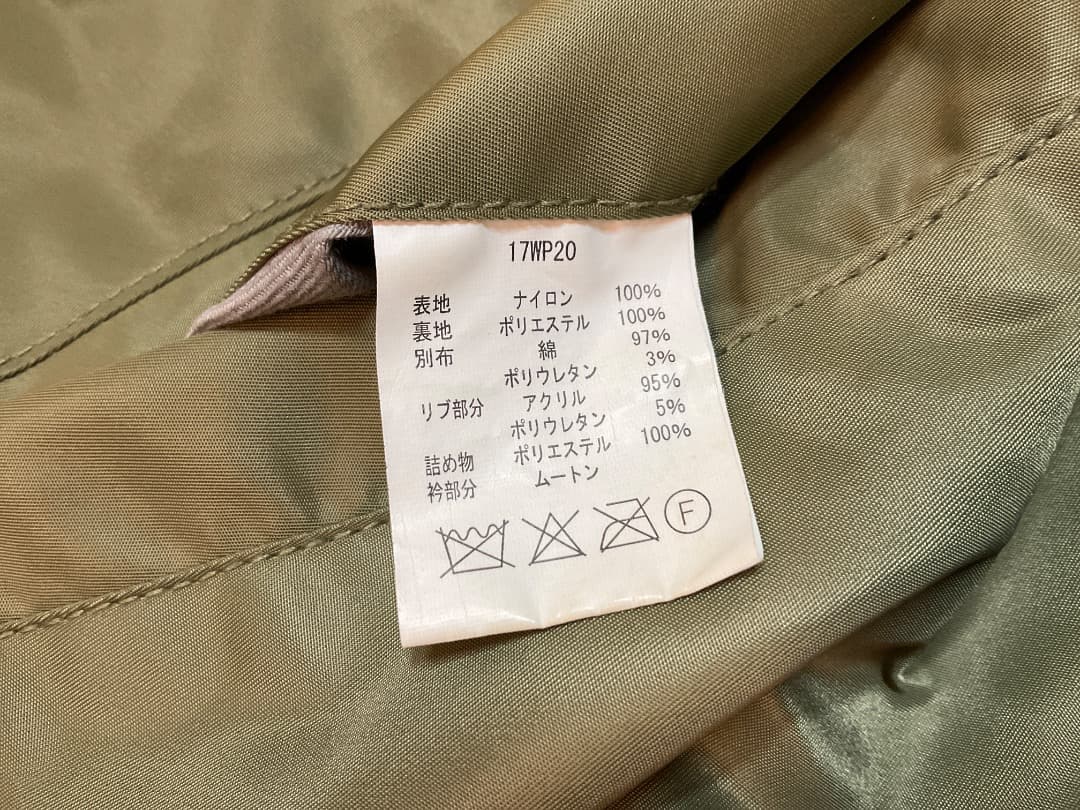 17WP20
表地 ナイロン 100%
裏地 ポリエステル 100%
別布 綿 97%
ポリウレタン 3%
リブ部分 アクリル 95%
ポリウレタン 5%
詰め物 ポリエステル 100%
衿部分 ムートン
F